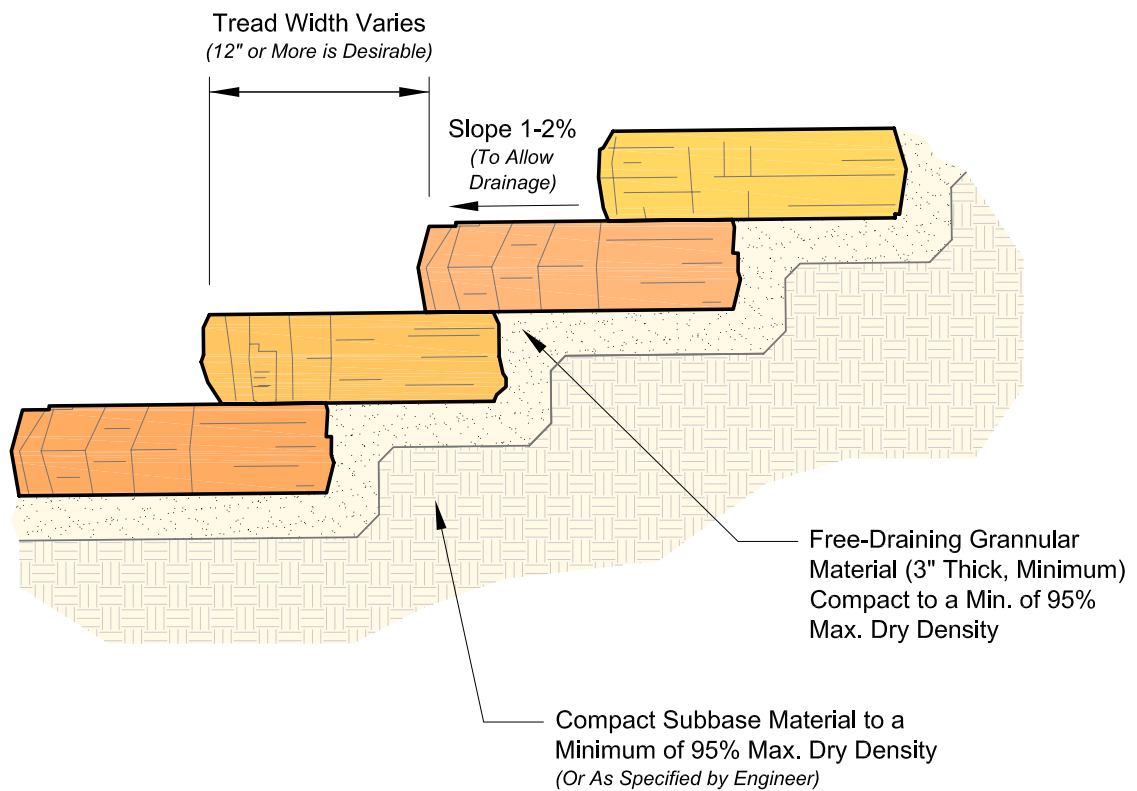 Tread Width Varies
(12" or More is Desirable)
Slope 1-2%
(To Allow
Drainage)
Free-Draining Grannular
Material (3" Thick, Minimum)
Compact to a Min. of 95%
Max. Dry Density
Compact Subbase Material to a
Minimum of 95% Max. Dry Density
(Or As Specified by Engineer)